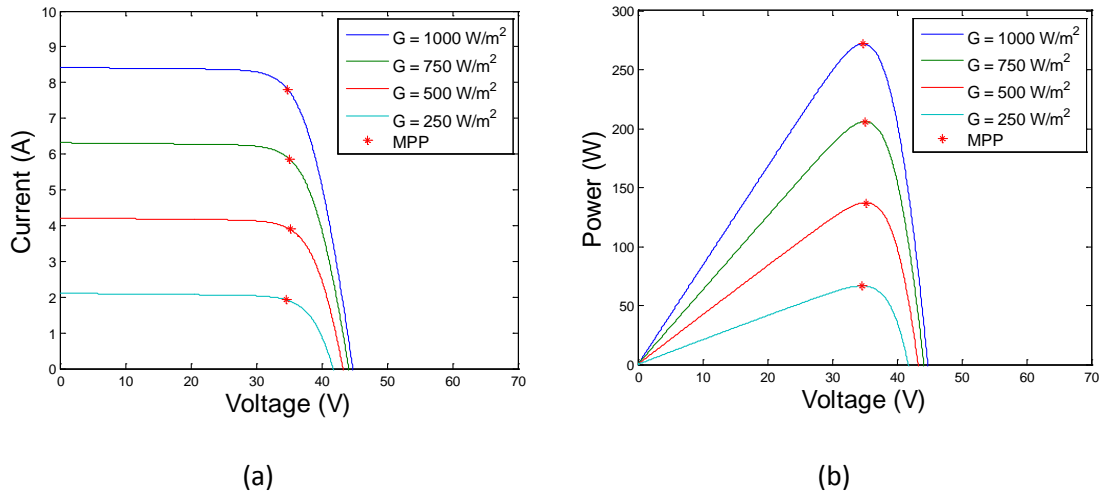 10
9
8
7
6
5
4
3
2
1
0
Current (A)
0 10 20 30 40 50 60 70
Voltage (V)
G = 1000 W/m²
G = 750 W/m²
G = 500 W/m²
G = 250 W/m²
MPP
(a)
300
250
200
150
100
50
0
Power (W)
0 10 20 30 40 50 60 70
Voltage (V)
G = 1000 W/m²
G = 750 W/m²
G = 500 W/m²
G = 250 W/m²
MPP
(b)